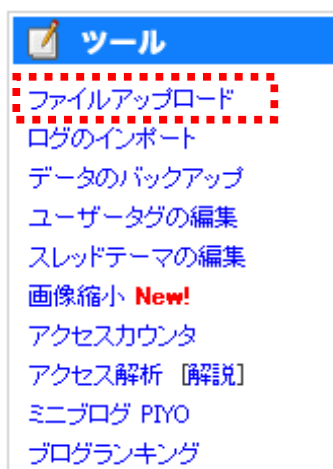 ツール
ファイルアップロード
ログのインポート
データのバックアップ
ユーザータグの編集
スレッドテーマの編集
画像縮小 New!
アクセスカウンタ
アクセス解析 [解説]
ミニブログ PIYO
ブログランキング